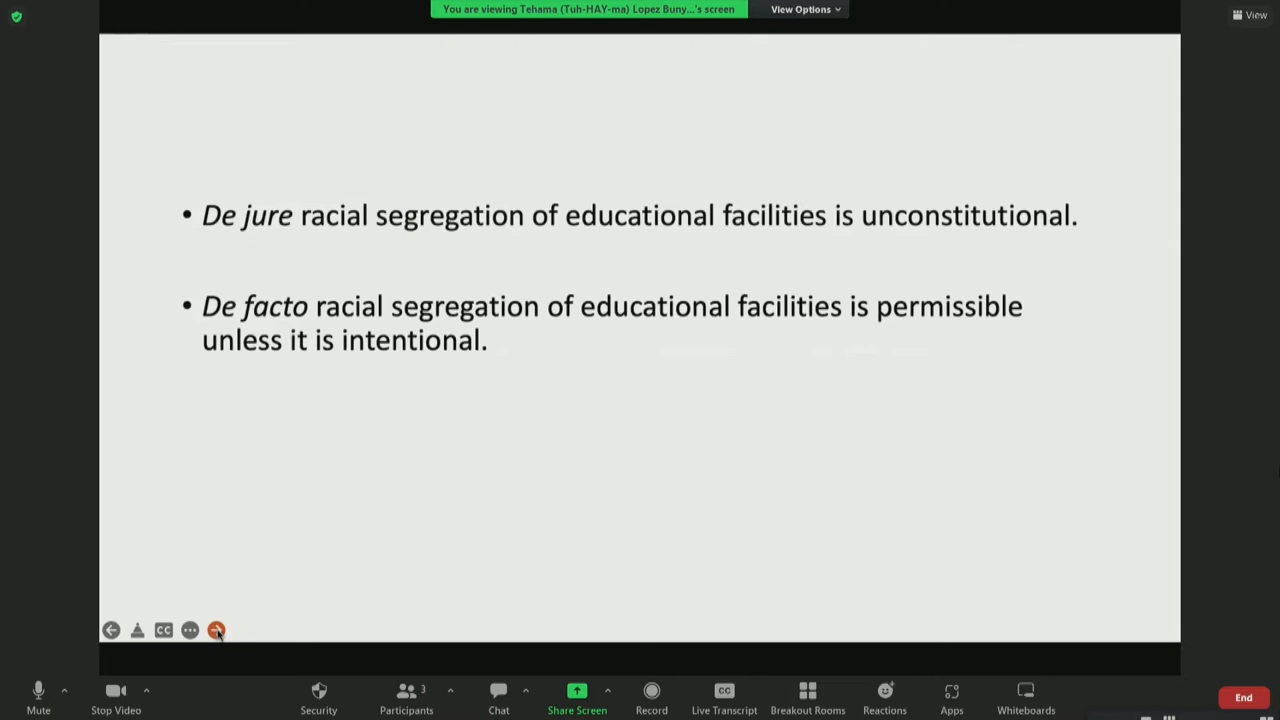 You are viewing Tehama (Tuh-HAY-ma) Lopez Buny...'s screen
View Options
View
• De jure racial segregation of educational facilities is unconstitutional.
• De facto racial segregation of educational facilities is permissible
unless it is intentional.
CC
Mute
Stop Video
Security
Participants
3
Chat
Share Screen
Record
CC
Live Transcript
Breakout Rooms
Reactions
Apps
Whiteboards
End